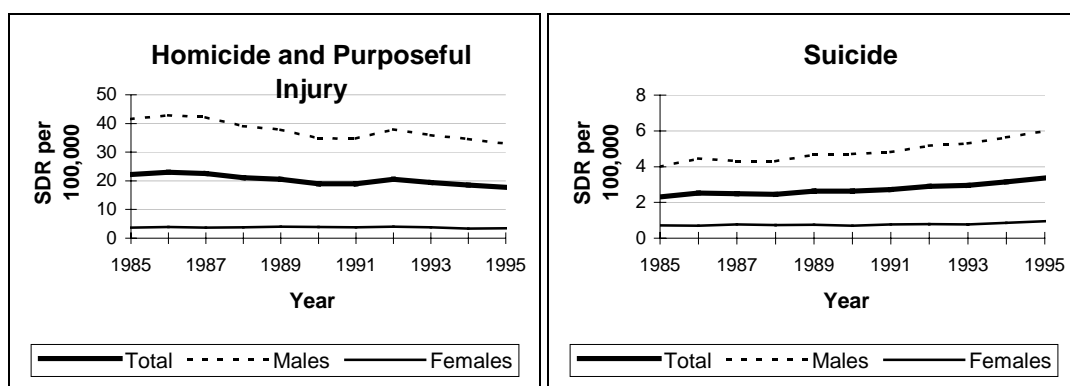 Homicide and Purposeful
Injury
50
40
30
20
10
0
SDR per
100,000
1985 1987 1989 1991 1993 1995
Year
Total Males Females
Suicide
8
6
4
2
0
SDR per
100,000
1985 1987 1989 1991 1993 1995
Year
Total Males Females